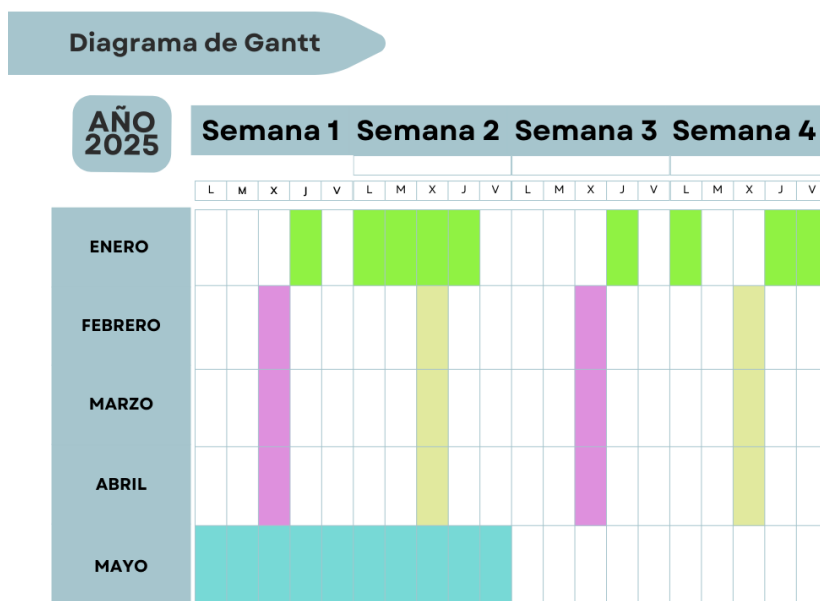 Diagrama de Gantt
AÑO
2025
Semana 1 Semana 2 Semana 3 Semana 4
L M X J V L M X J V L M X J V L M X J V
ENERO
FEBRERO
MARZO
ABRIL
MAYO